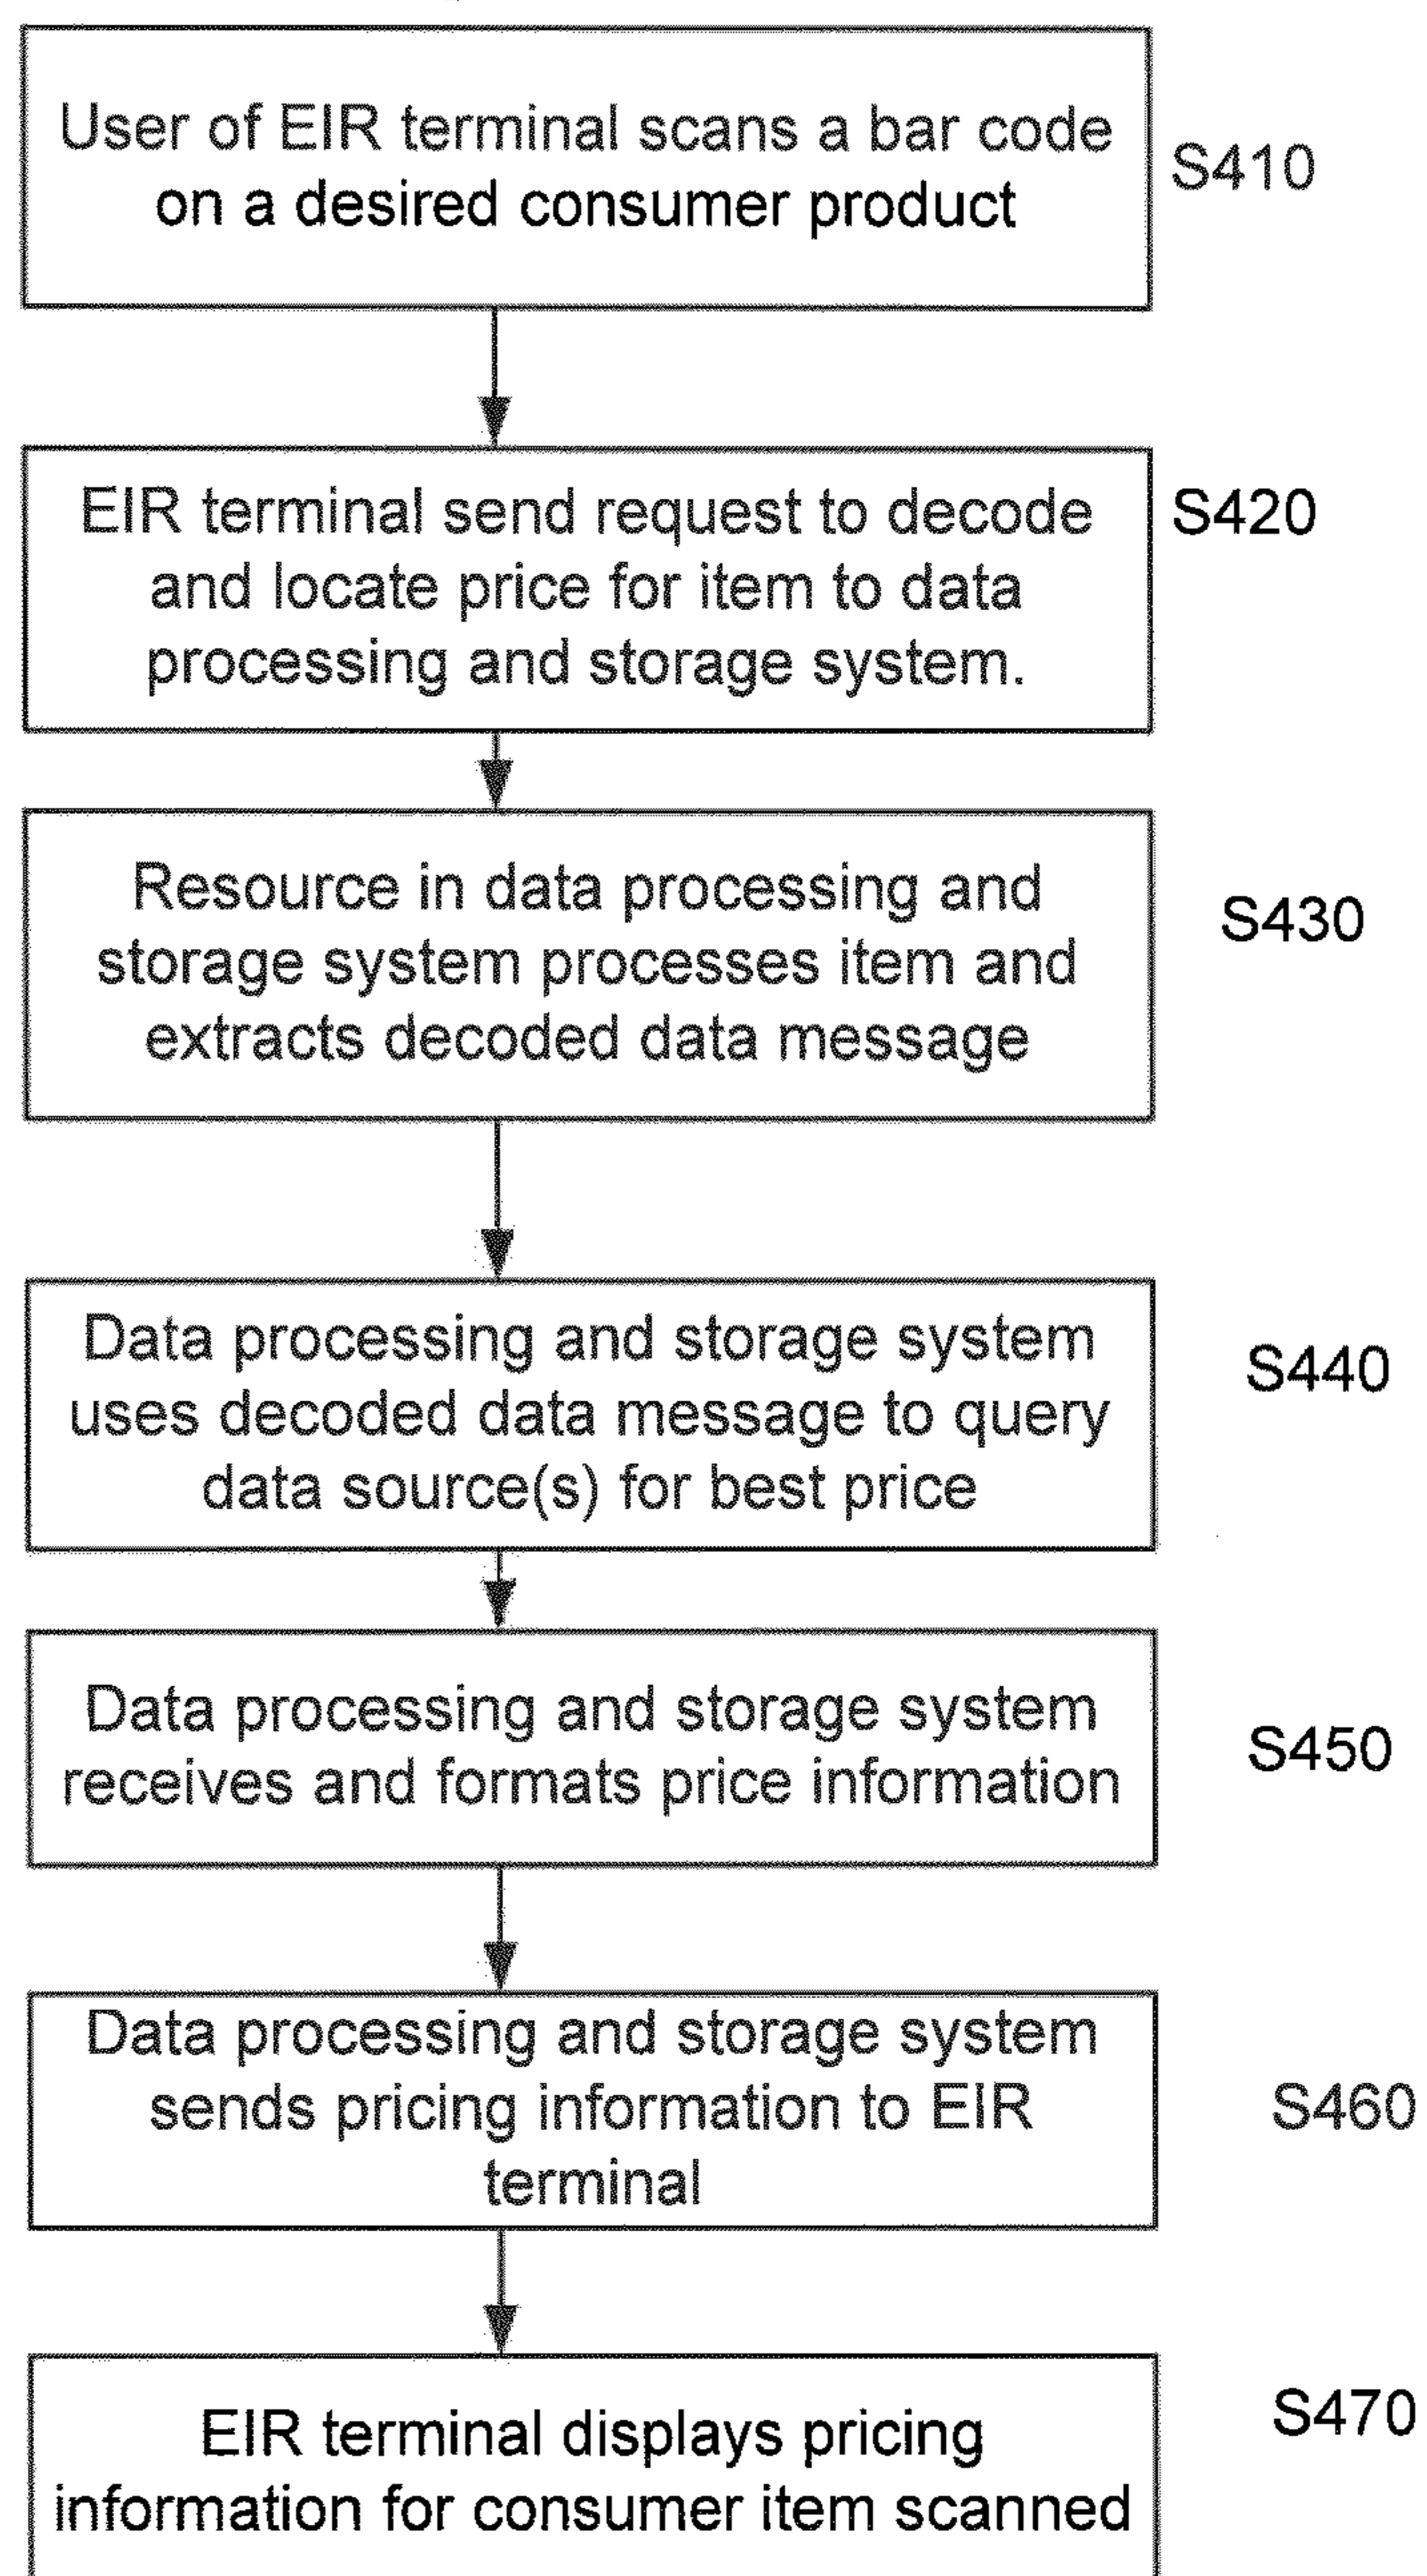 User of EIR terminal scans a bar code
on a desired consumer product
S410
EIR terminal send request to decode
and locate price for item to data
processing and storage system.
S420
Resource in data processing and
storage system processes item and
extracts decoded data message
S430
Data processing and storage system
uses decoded data message to query
data source(s) for best price
S440
Data processing and storage system
receives and formats price information
S450
Data processing and storage system
sends pricing information to EIR
terminal
S460
EIR terminal displays pricing
information for consumer item scanned
S470